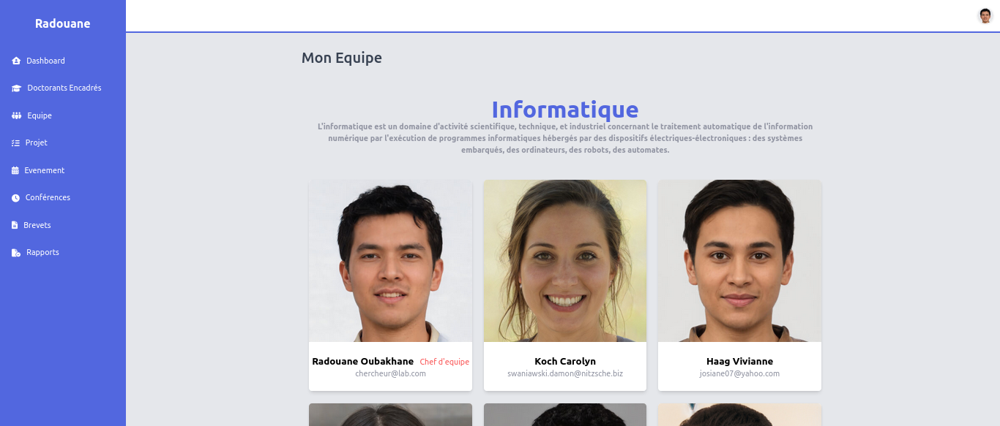 Radouane
Dashboard
Doctorants Encadrés
Equipe
Projet
Evenement
Conférences
Brevets
Rapports
Mon Equipe
Informatique
L'informatique est un domaine d'activité scientifique, technique, et industriel concernant le traitement automatique de l'information
numérique par l'exécution de programmes informatiques hébergés par des dispositifs électriques-électroniques : des systèmes
embarqués, des ordinateurs, des robots, des automates.
Radouane Oubakhane Chef d'equipe
chercheur@lab.com
Koch Carolyn
swaniawski.damon@nitzsche.biz
Haag Vivianne
josiane07@yahoo.com